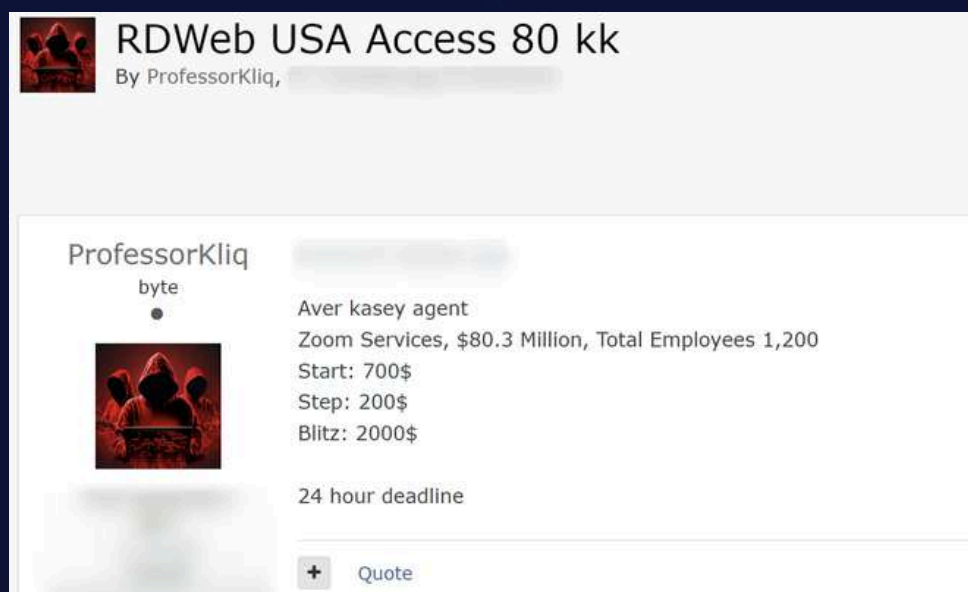 RDWeb USA Access 80 kk
By ProfessorKliq,
ProfessorKliq
byte
Aver kasey agent
Zoom Services, $80.3 Million, Total Employees 1,200
Start: 700$
Step: 200$
Blitz: 2000$
24 hour deadline
+ Quote